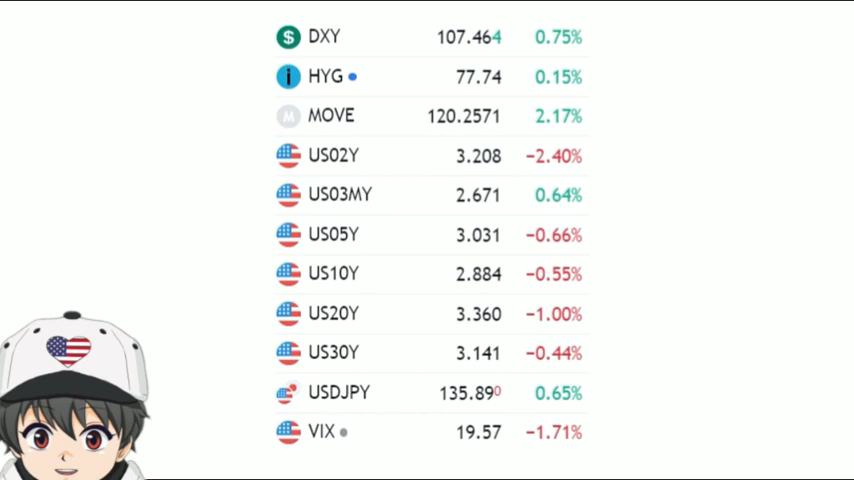 $ DXY 107.464 0.75%
i HYG 77.74 0.15%
M MOVE 120.2571 2.17%
US02Y 3.208 −2.40%
US03MY 2.671 0.64%
US05Y 3.031 −0.66%
US10Y 2.884 −0.55%
US20Y 3.360 −1.00%
US30Y 3.141 −0.44%
USDJPY 135.890 0.65%
VIX 19.57 −1.71%